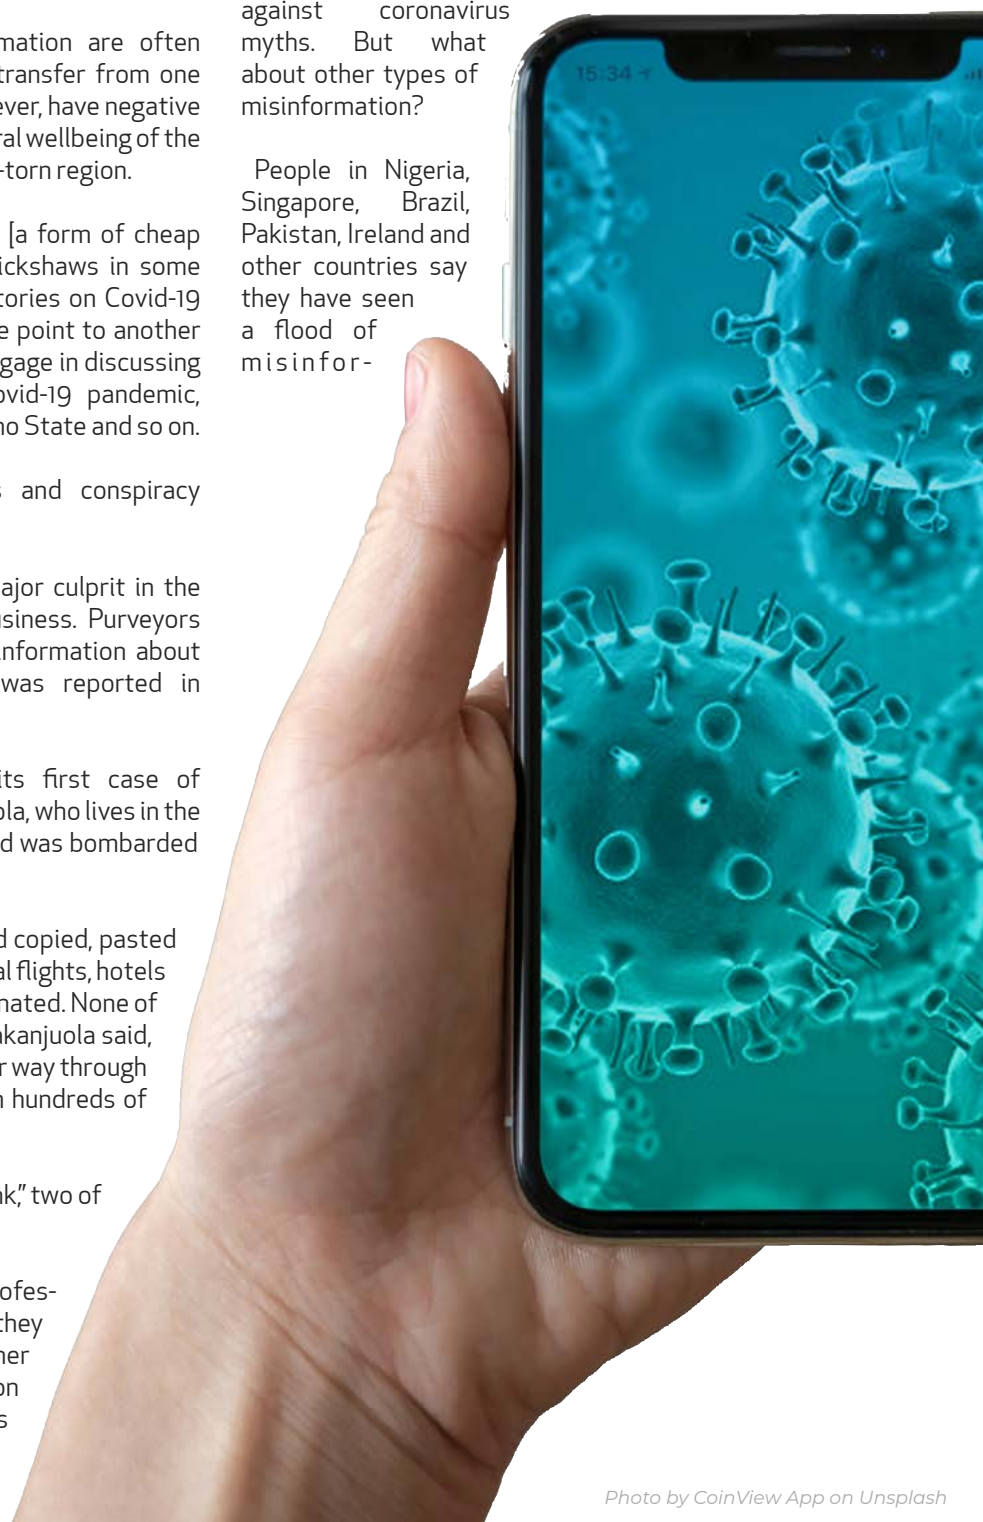 mation are often
transfer from one
ever, have negative
ral wellbeing of the
-torn region.
[a form of cheap
ickshaws in some
tories on Covid-19
e point to another
gage in discussing
ovid-19 pandemic,
no State and so on.
s and conspiracy
ajor culprit in the
usiness. Purveyors
information about
was reported in
its first case of
ola, who lives in the
d was bombarded
d copied, pasted
al flights, hotels
nated. None of
akanjuola said,
r way through
n hundreds of
nk,” two of
ofes-
they
ner
on
s
against coronavirus
myths. But what
about other types of
misinformation?
People in Nigeria,
Singapore, Brazil,
Pakistan, Ireland and
other countries say
they have seen
a flood of
misinfor-
15:34
Photo by CoinView App on Unsplash